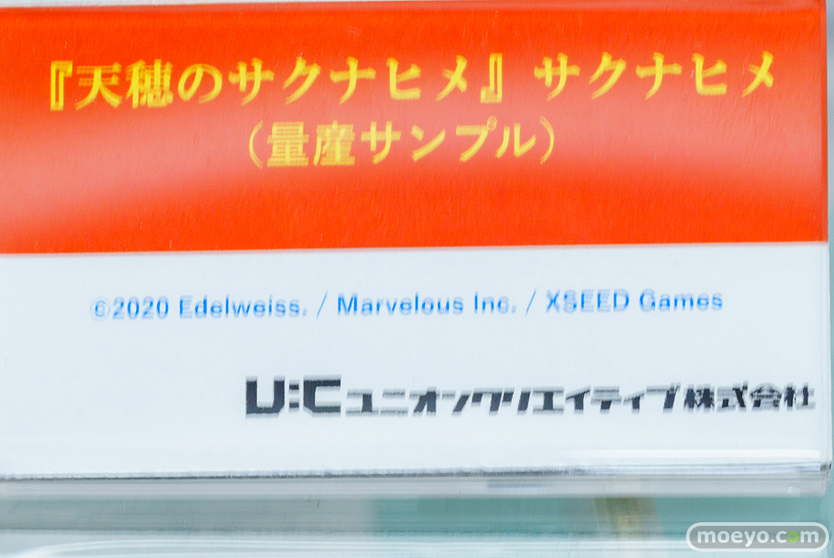 『天穂のサクナヒメ』サクナヒメ
（量産サンプル）
©2020 Edelweiss. / Marvelous Inc. / XSEED Games
U:Cユニオンクリエイティブ株式会社
moeyo.com